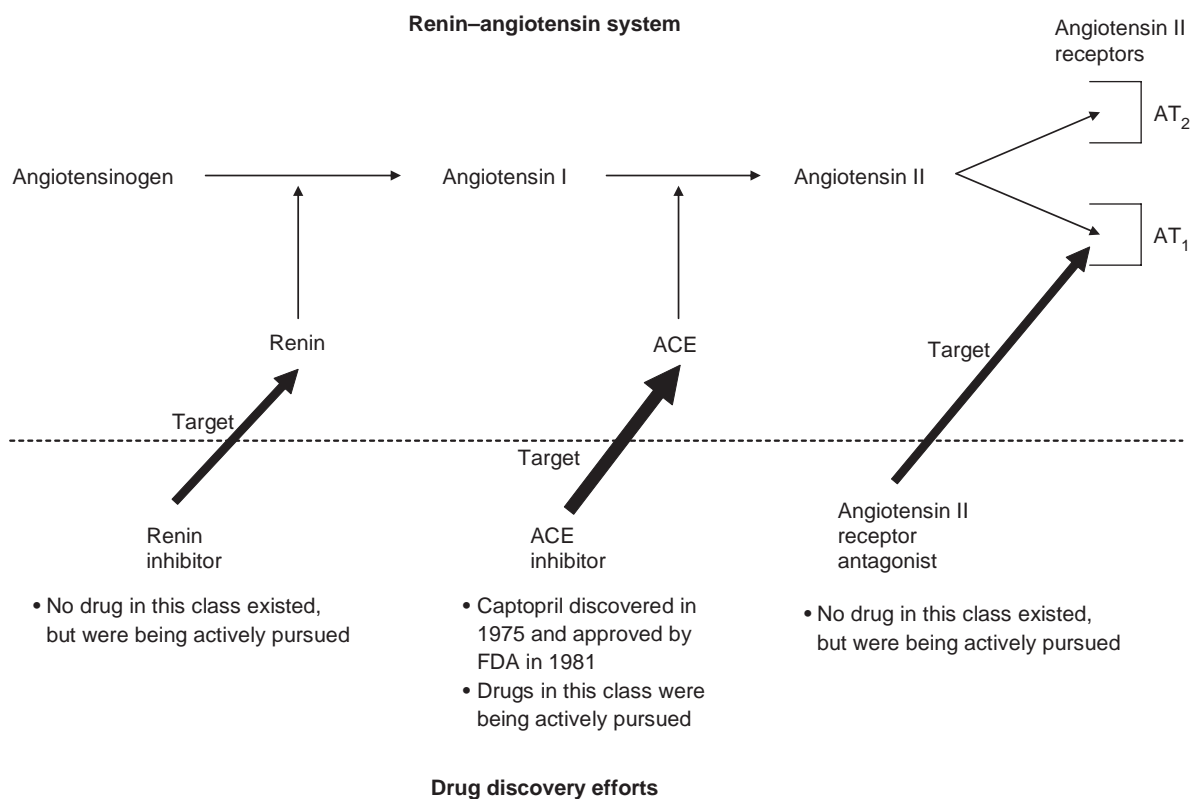 Renin–angiotensin system
Angiotensin II
receptors
AT2
Angiotensinogen
Angiotensin I
Angiotensin II
AT1
Renin
ACE
Target
Target
Target
Renin
inhibitor
ACE
inhibitor
Angiotensin II
receptor
antagonist
• No drug in this class existed,
but were being actively pursued
• Captopril discovered in
1975 and approved by
FDA in 1981
• Drugs in this class were
being actively pursued
• No drug in this class existed,
but were being actively pursued
Drug discovery efforts